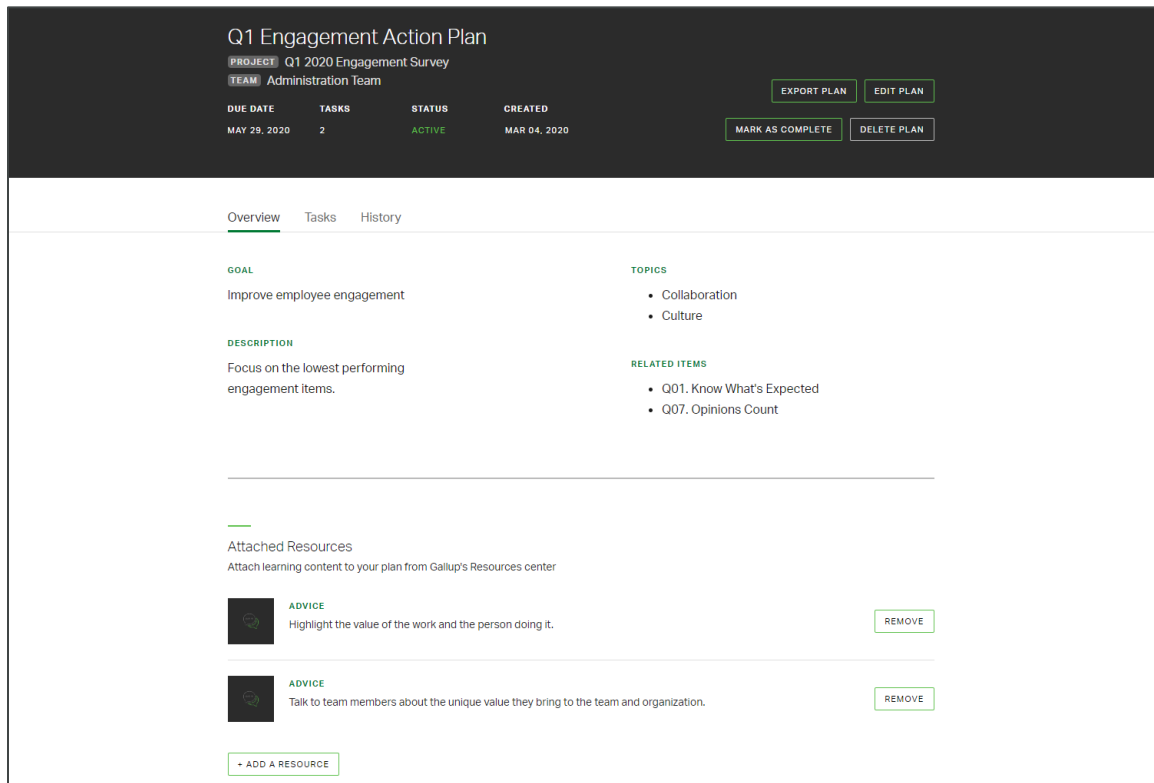 Q1 Engagement Action Plan
PROJECT Q1 2020 Engagement Survey
TEAM Administration Team
EXPORT PLAN EDIT PLAN
DUE DATE TASKS STATUS CREATED
MAY 29, 2020 2 ACTIVE MAR 04, 2020
MARK AS COMPLETE DELETE PLAN
Overview Tasks History
GOAL
Improve employee engagement
DESCRIPTION
Focus on the lowest performing
engagement items.
TOPICS
• Collaboration
• Culture
RELATED ITEMS
• Q01. Know What's Expected
• Q07. Opinions Count
Attached Resources
Attach learning content to your plan from Gallup's Resources center
ADVICE
Highlight the value of the work and the person doing it.
REMOVE
ADVICE
Talk to team members about the unique value they bring to the team and organization.
REMOVE
+ ADD A RESOURCE